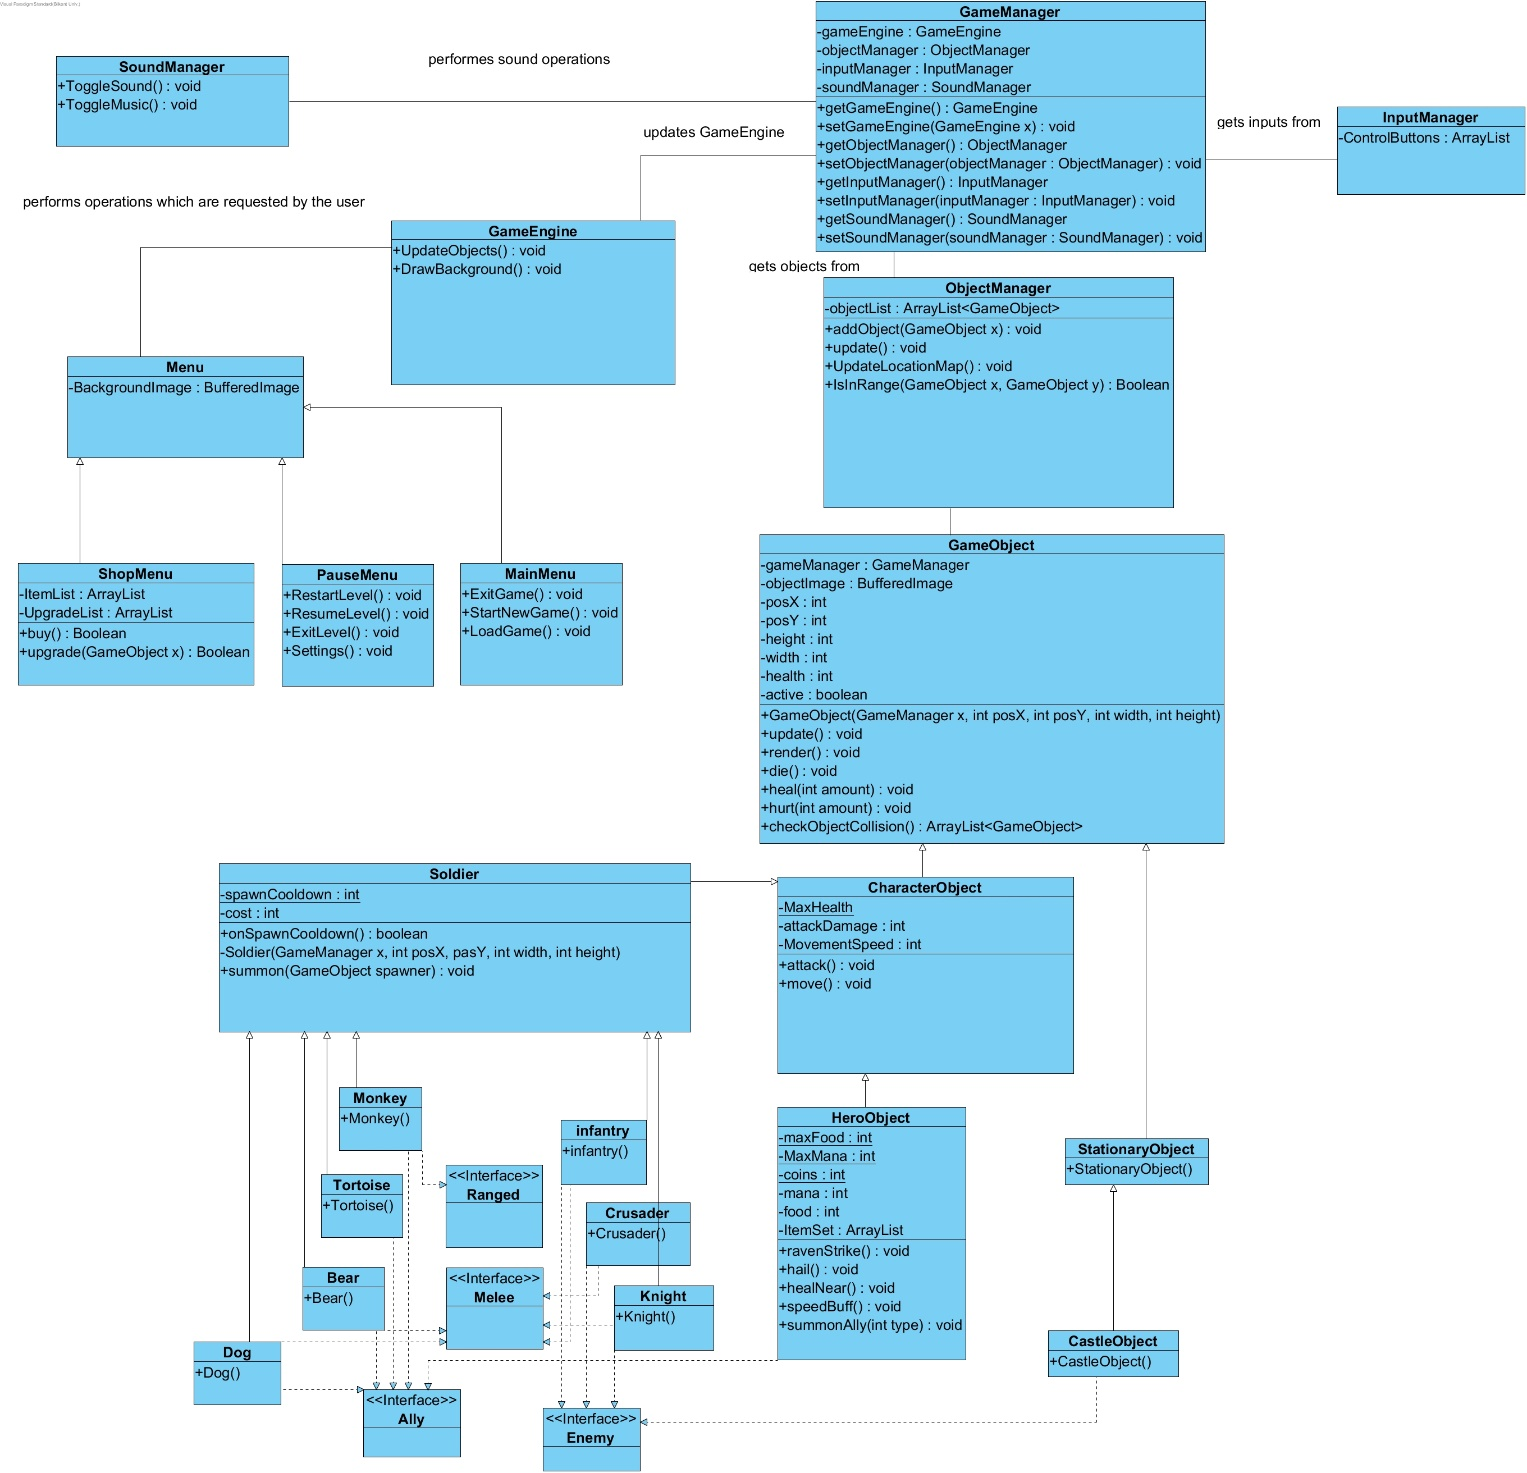 Visual Paradigm Standard(Bilkent Univ.)
GameManager
-gameEngine : GameEngine
-objectManager : ObjectManager
-inputManager : InputManager
-soundManager : SoundManager
+getGameEngine() : GameEngine
+setGameEngine(GameEngine x) : void
+getObjectManager() : ObjectManager
+setObjectManager(objectManager : ObjectManager) : void
+getInputManager() : InputManager
+setInputManager(inputManager : InputManager) : void
+getSoundManager() : SoundManager
+setSoundManager(soundManager : SoundManager) : void
SoundManager
+ToggleSound() : void
+ToggleMusic() : void
performes sound operations
updates GameEngine
gets inputs from
InputManager
-ControlButtons : ArrayList
performs operations which are requested by the user
GameEngine
+UpdateObjects() : void
+DrawBackground() : void
gets objects from
ObjectManager
-objectList : ArrayList<GameObject>
+addObject(GameObject x) : void
+update() : void
+UpdateLocationMap() : void
+IsInRange(GameObject x, GameObject y) : Boolean
Menu
-BackgroundImage : BufferedImage
ShopMenu
-ItemList : ArrayList
-UpgradeList : ArrayList
+buy() : Boolean
+upgrade(GameObject x) : Boolean
PauseMenu
+RestartLevel() : void
+ResumeLevel() : void
+ExitLevel() : void
+Settings() : void
MainMenu
+ExitGame() : void
+StartNewGame() : void
+LoadGame() : void
GameObject
-gameManager : GameManager
-objectImage : BufferedImage
-posX : int
-posY : int
-height : int
-width : int
-health : int
-active : boolean
+GameObject(GameManager x, int posX, int posY, int width, int height)
+update() : void
+render() : void
+die() : void
+heal(int amount) : void
+hurt(int amount) : void
+checkObjectCollision() : ArrayList<GameObject>
Soldier
-spawnCooldown : int
-cost : int
+onSpawnCooldown() : boolean
-Soldier(GameManager x, int posX, pasY, int width, int height)
+summon(GameObject spawner) : void
CharacterObject
-MaxHealth
-attackDamage : int
-MovementSpeed : int
+attack() : void
+move() : void
Monkey
+Monkey()
infantry
+infantry()
HeroObject
-maxFood : int
-MaxMana : int
-coins : int
-mana : int
-food : int
-ItemSet : ArrayList
+ravenStrike() : void
+hail() : void
+healNear() : void
+speedBuff() : void
+summonAlly(int type) : void
StationaryObject
+StationaryObject()
Tortoise
+Tortoise()
<<Interface>>
Ranged
Crusader
+Crusader()
Bear
+Bear()
<<Interface>>
Melee
Knight
+Knight()
Dog
+Dog()
CastleObject
+CastleObject()
<<Interface>>
Ally
<<Interface>>
Enemy